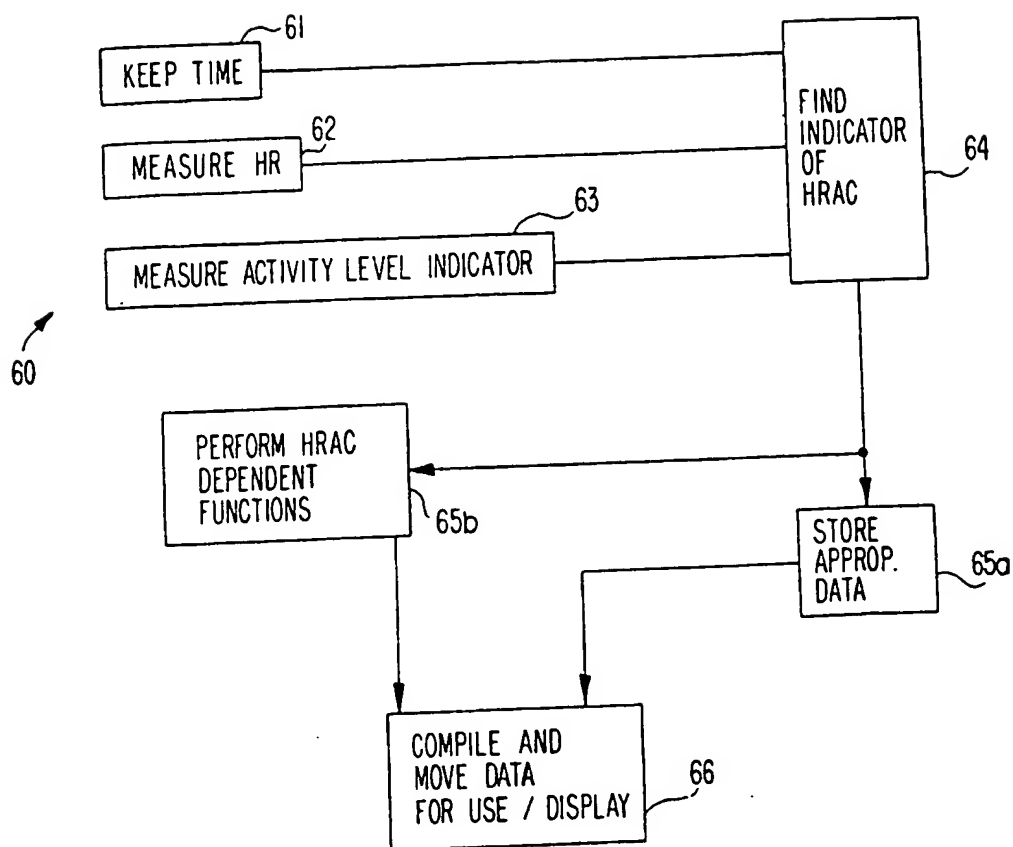 61
KEEP TIME
62
MEASURE HR
63
MEASURE ACTIVITY LEVEL INDICATOR
FIND
INDICATOR
OF
HRAC
64
60
PERFORM HRAC
DEPENDENT
FUNCTIONS
65b
STORE
APPROP.
DATA
65a
COMPILE AND
MOVE DATA
FOR USE / DISPLAY
66